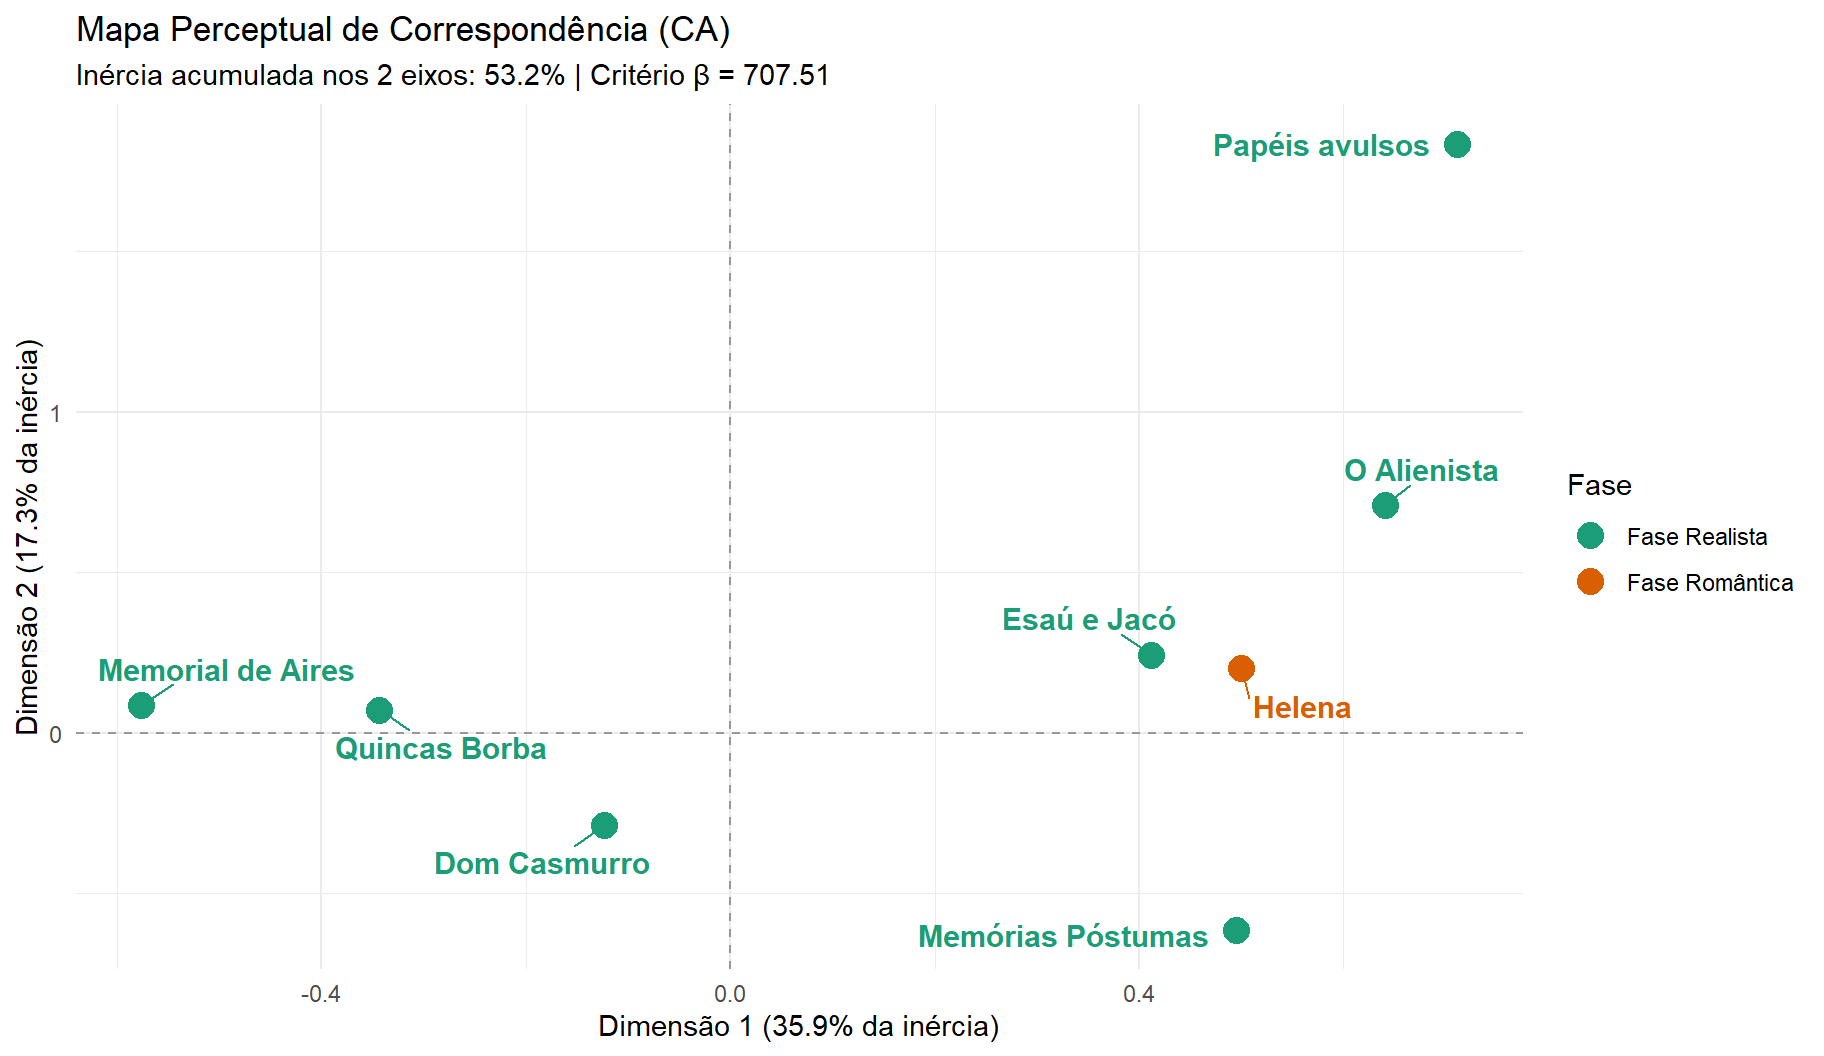 Mapa Perceptual de Correspondência (CA)
Inércia acumulada nos 2 eixos: 53.2% | Critério β = 707.51
Papéis avulsos
O Alienista
Esaú e Jacó
Helena
Memorial de Aires
Quincas Borba
Dom Casmurro
Memórias Póstumas
Dimensão 2 (17.3% da inércia)
1
0
-0.4
0.0
0.4
Dimensão 1 (35.9% da inércia)
Fase
Fase Realista
Fase Romântica